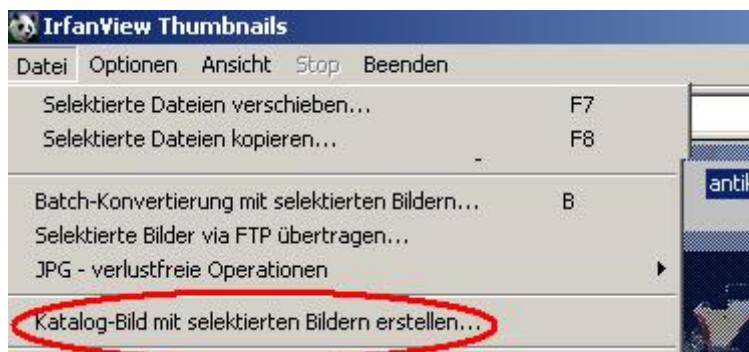 IrfanView Thumbnails
Datei Optionen Ansicht Stop Beenden
Selektierte Dateien verschieben... F7
Selektierte Dateien kopieren... F8
antik
Batch-Konvertierung mit selektierten Bildern... B
Selektierte Bilder via FTP übertragen...
JPG - verlustfreie Operationen
Katalog-Bild mit selektierten Bildern erstellen...